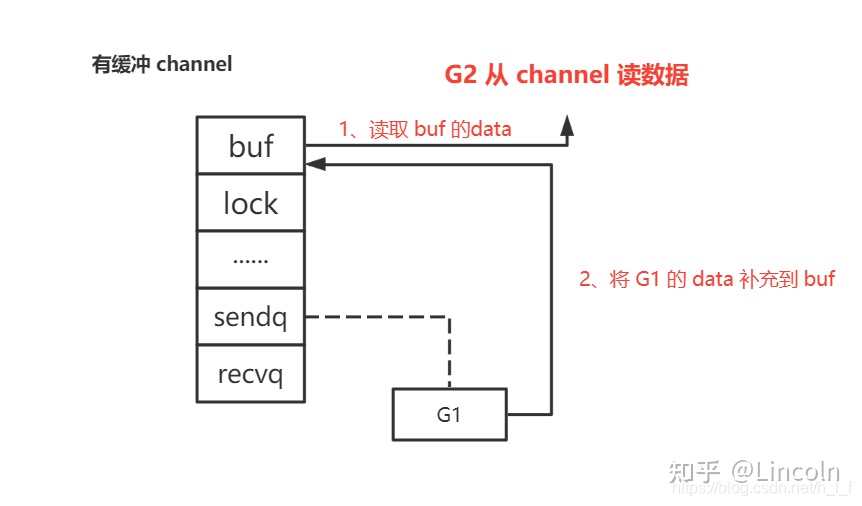 有缓冲 channel
G2 从 channel 读数据
1、读取 buf 的data
buf
lock
......
2、将 G1 的 data 补充到 buf
sendq
recvq
G1
知乎 @Lincoln
https://blog.csdn.net/h_l_f